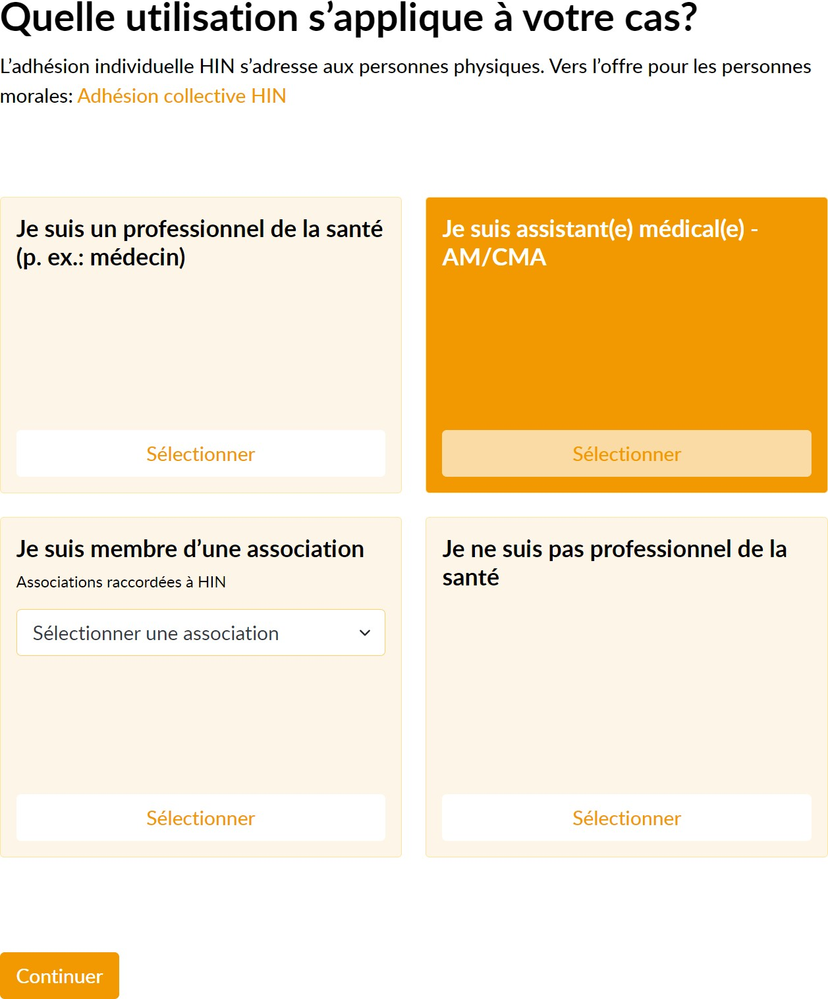 Quelle utilisation s’applique à votre cas?
L’adhésion individuelle HIN s’adresse aux personnes physiques. Vers l’offre pour les personnes
morales: Adhésion collective HIN
Je suis un professionnel de la santé
(p. ex.: médecin)
Sélectionner
Je suis assistant(e) médical(e) -
AM/CMA
Sélectionner
Je suis membre d’une association
Associations raccordées à HIN
Sélectionner une association
Sélectionner
Je ne suis pas professionnel de la
santé
Sélectionner
Continuer